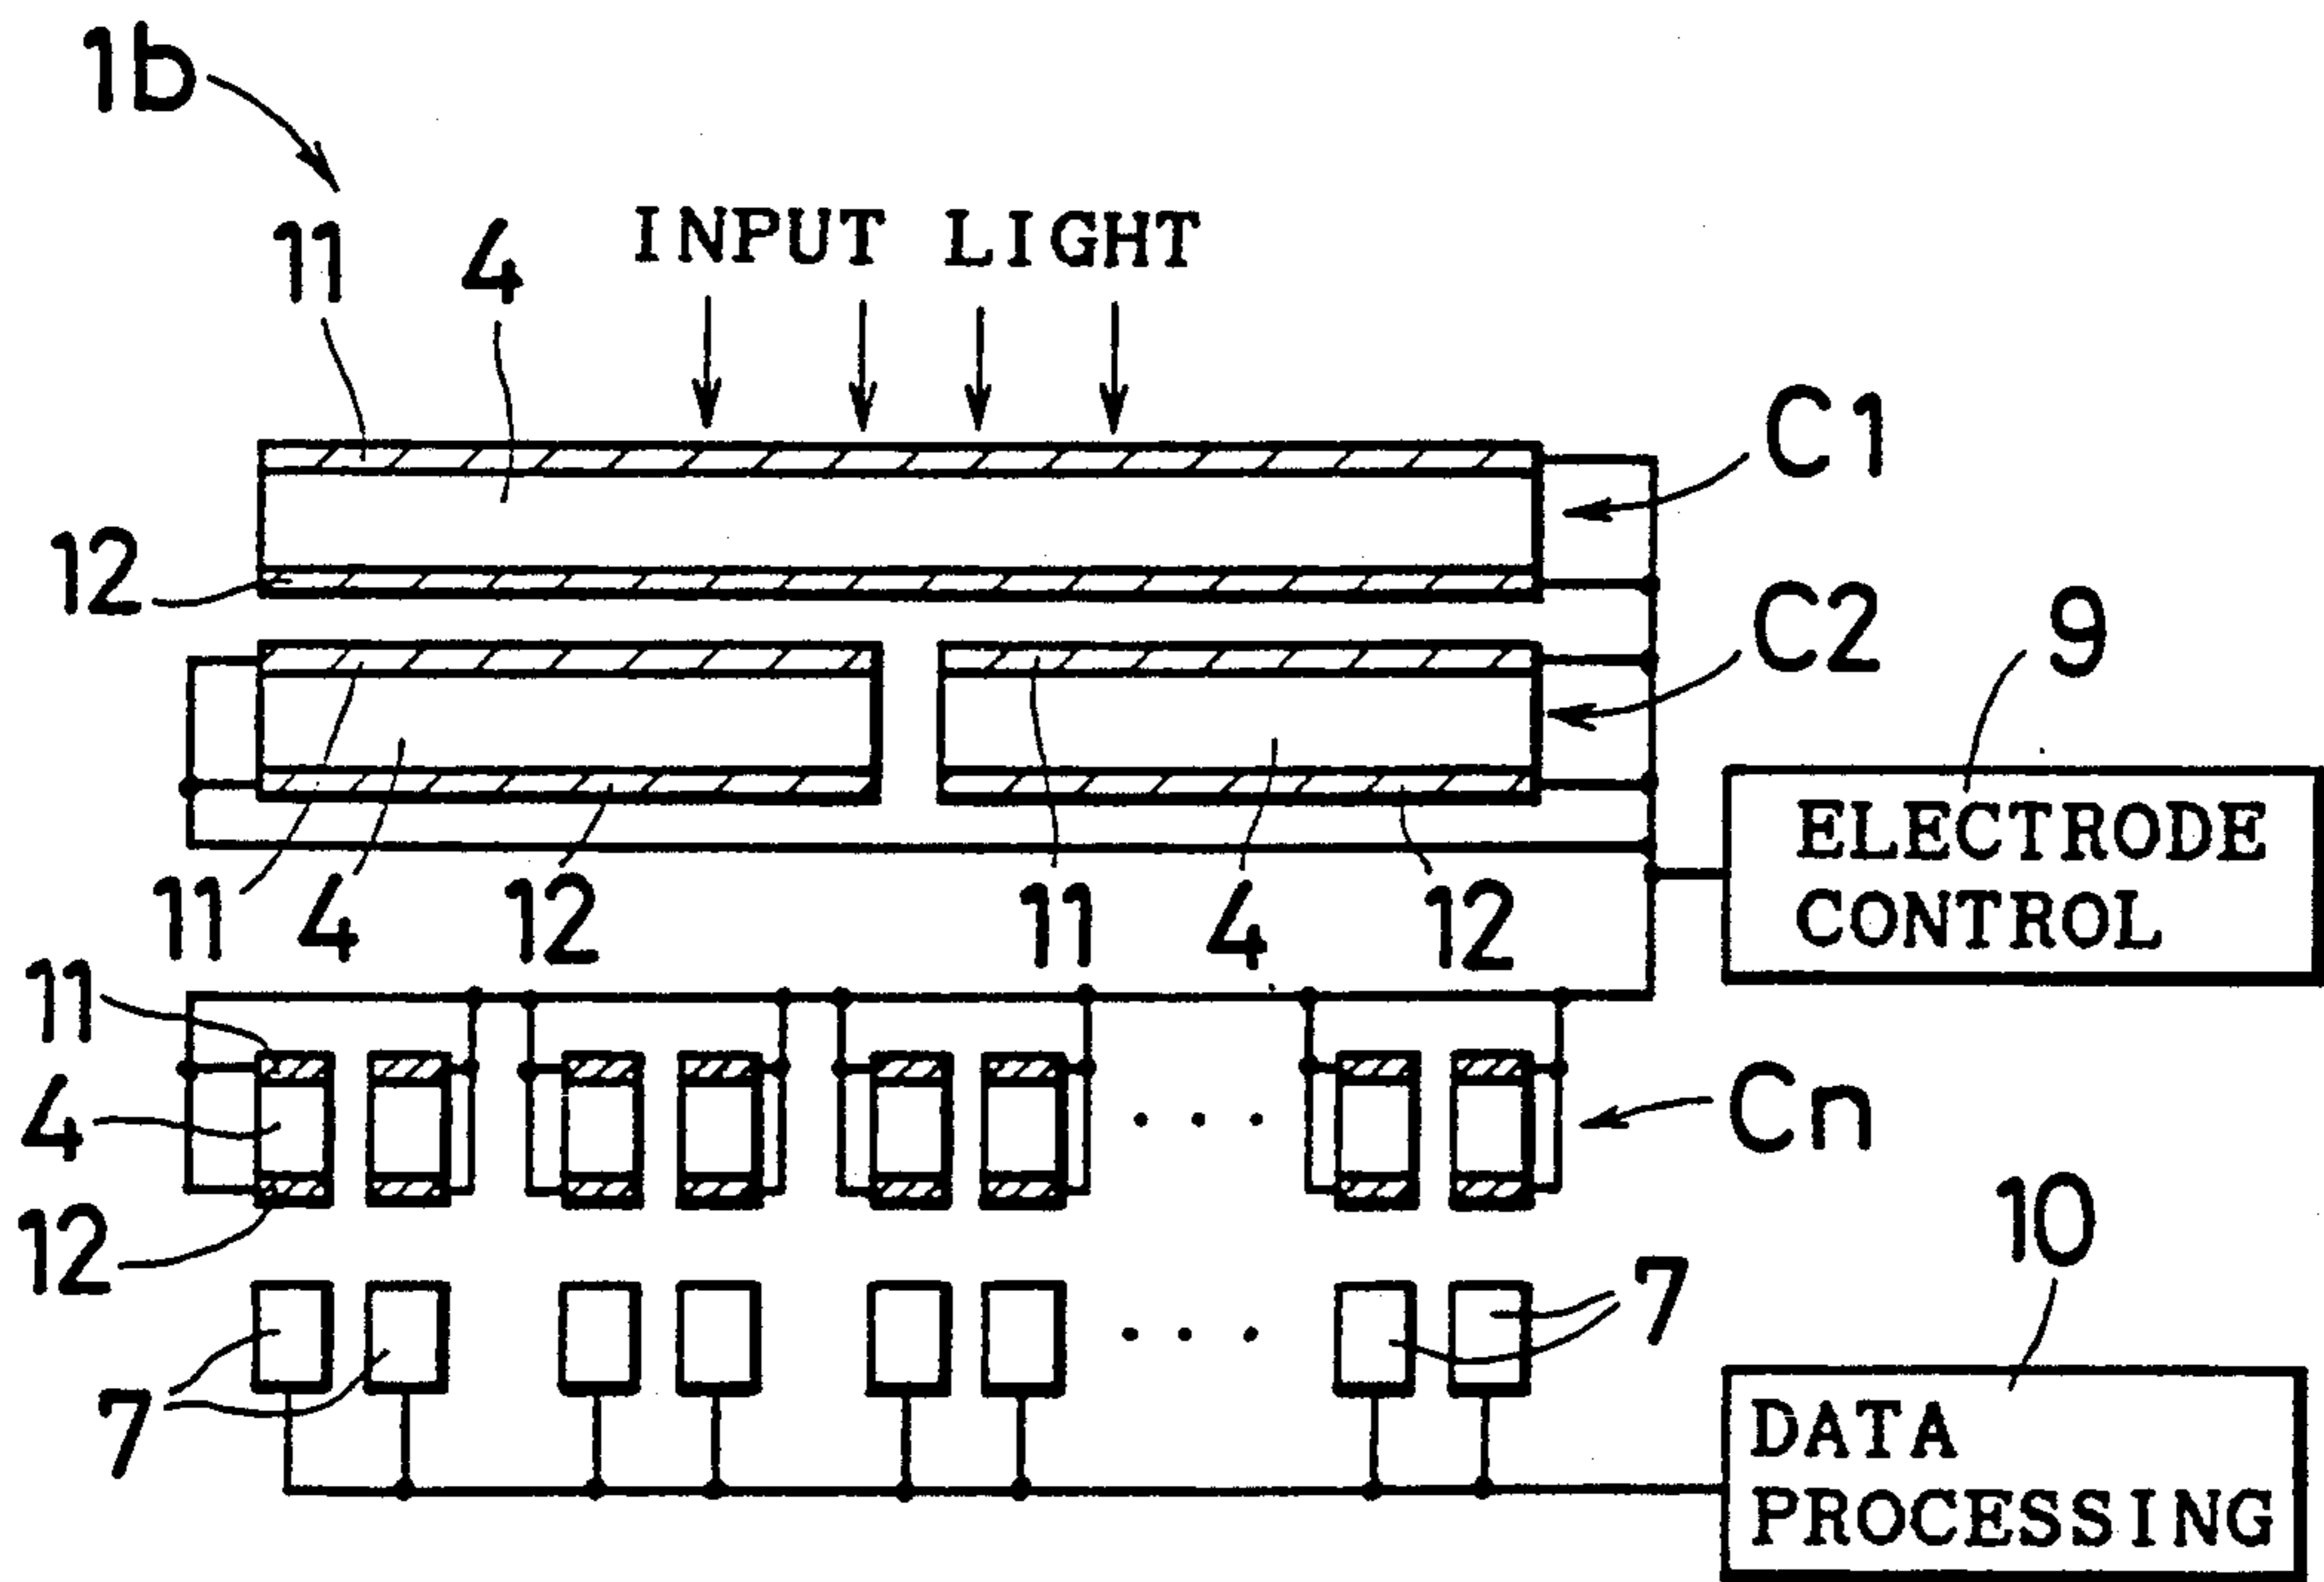 1b
11
4
INPUT LIGHT
C1
12
C2
9
ELECTRODE
CONTROL
11
4
12
11
4
12
11
4
Cn
12
10
7
7
DATA
PROCESSING